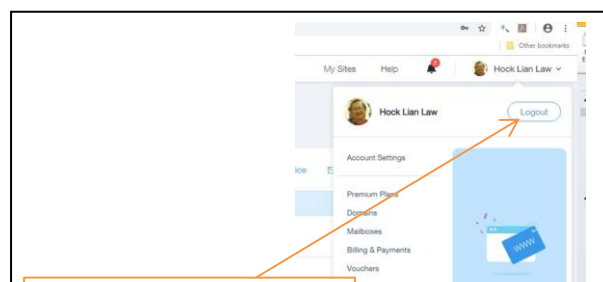 Other bookmarks
My Sites Help Hock Lian Law
Hock Lian Law Logout
Account Settings
ice
Premium Plans
Domains
Mailboxes
Billing & Payments
Vouchers
WWW